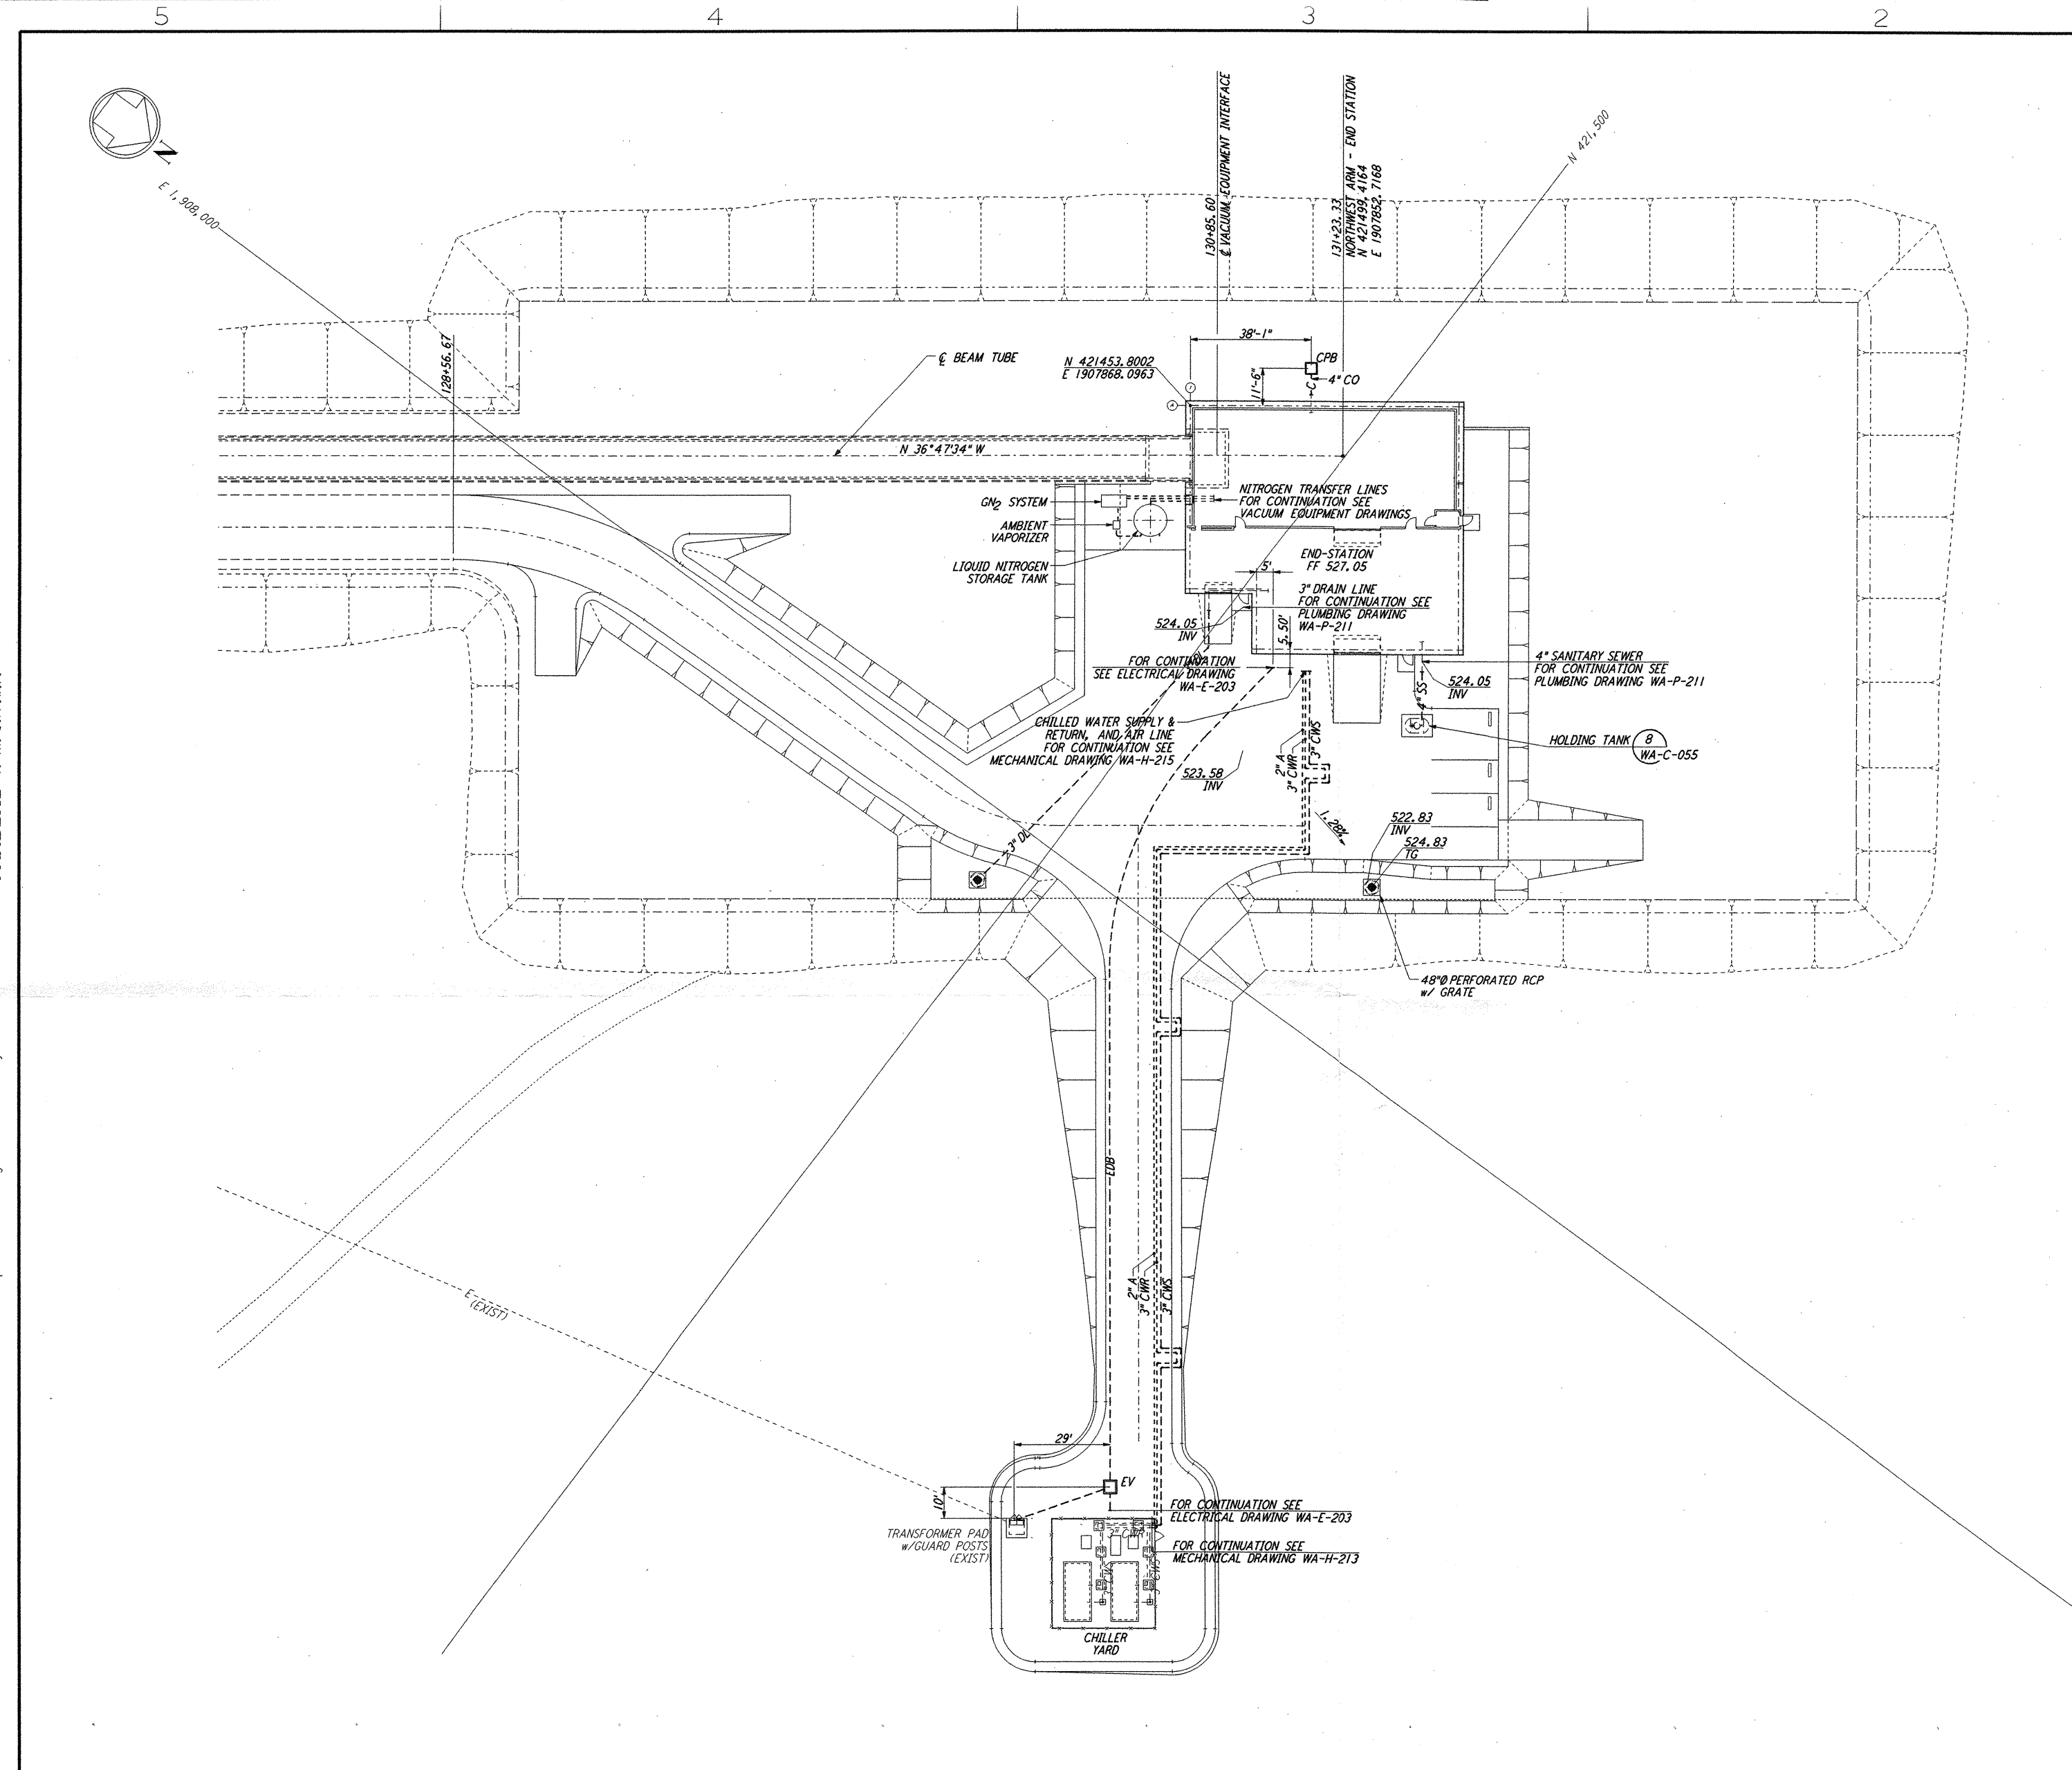 5
4
3
2
N
E 1,908,000
N 421,500
130+85.60
℄ VACUUM EQUIPMENT INTERFACE
131+23.33
NORTHWEST ARM - END STATION
N 421499.4164
E 1907852.7168
128+56.67
℄ BEAM TUBE
N 421453.8002
E 1907868.0963
38'-1"
11'-6"
CPB
C
4" CO
N 36°47'34" W
GN2 SYSTEM
AMBIENT
VAPORIZER
LIQUID NITROGEN
STORAGE TANK
NITROGEN TRANSFER LINES
FOR CONTINUATION SEE
VACUUM EQUIPMENT DRAWINGS
END-STATION
FF 527.05
5'
3" DRAIN LINE
FOR CONTINUATION SEE
PLUMBING DRAWING
WA-P-211
524.05
INV
5.50'
FOR CONTINUATION
SEE ELECTRICAL DRAWING
WA-E-203
4" SANITARY SEWER
FOR CONTINUATION SEE
PLUMBING DRAWING WA-P-211
524.05
INV
4" SS
CHILLED WATER SUPPLY &
RETURN, AND AIR LINE
FOR CONTINUATION SEE
MECHANICAL DRAWING WA-H-215
2" A
3" CWR
3" CWS
HOLDING TANK
8
WA-C-055
523.58
INV
1.28%
522.83
INV
524.83
TG
3" DL
48"Ø PERFORATED RCP
w/ GRATE
EDB
2" A
3" CWR
3" CWS
E
(EXIST)
29'
10'
EV
TRANSFORMER PAD
w/GUARD POSTS
(EXIST)
FOR CONTINUATION SEE
ELECTRICAL DRAWING WA-E-203
3" CWR
FOR CONTINUATION SEE
MECHANICAL DRAWING WA-H-213
3" CWS
CHILLER
YARD